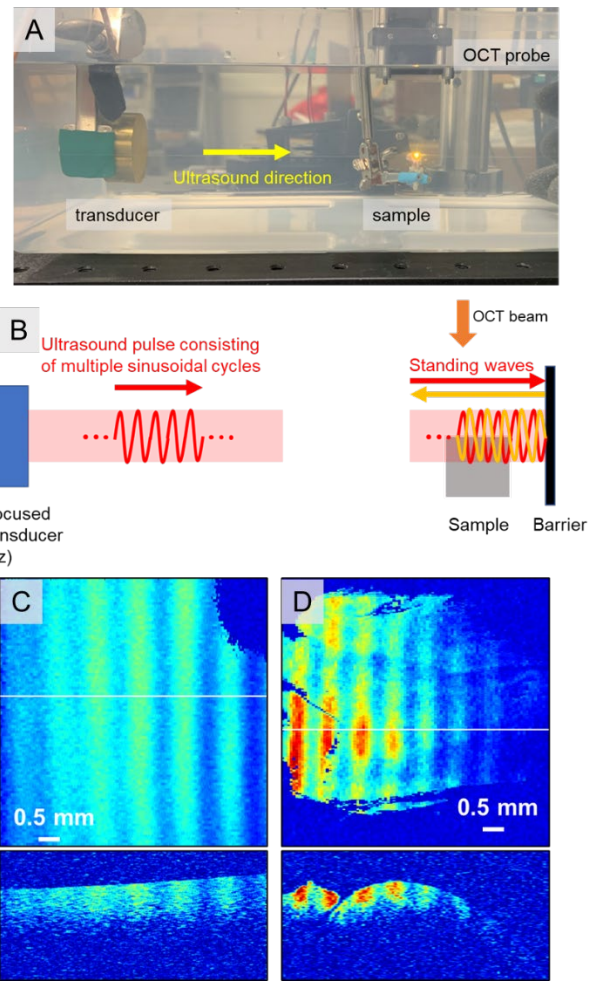 A
OCT probe
Ultrasound direction
transducer
sample
B
OCT beam
Ultrasound pulse consisting
of multiple sinusoidal cycles
Standing waves
ocused
nsducer
z)
Sample
Barrier
C
D
0.5 mm
0.5 mm